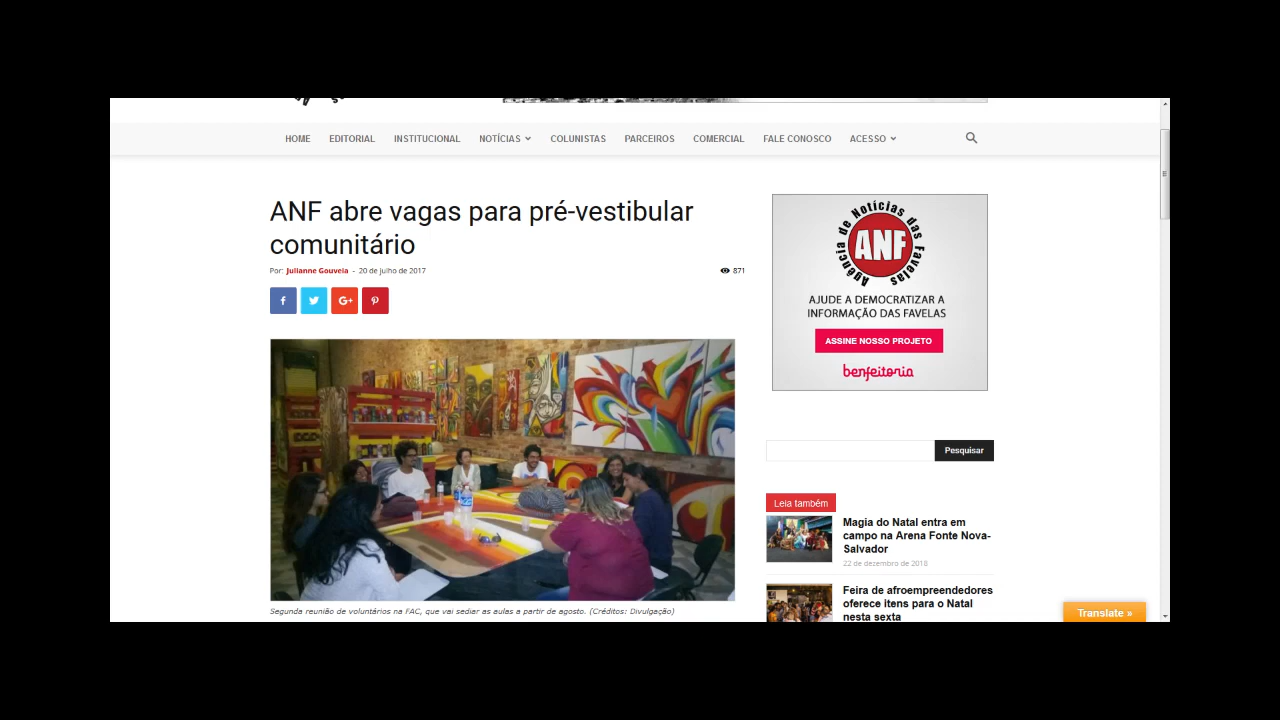 HOME EDITORIAL INSTITUCIONAL NOTÍCIAS COLUNISTAS PARCEIROS COMERCIAL FALE CONOSCO ACESSO
ANF abre vagas para pré-vestibular
comunitário
Por: Julianne Gouveia - 20 de julho de 2017
871
Segunda reunião de voluntários na FAC, que vai sediar as aulas a partir de agosto. (Créditos: Divulgação)
Agência de Notícias das Favelas
ANF
AJUDE A DEMOCRATIZAR A
INFORMAÇÃO DAS FAVELAS
ASSINE NOSSO PROJETO
benfeitoria
Pesquisar
Leia também
Magia do Natal entra em
campo na Arena Fonte Nova-
Salvador
22 de dezembro de 2018
Feira de afroempreendedores
oferece itens para o Natal
nesta sexta
Translate »